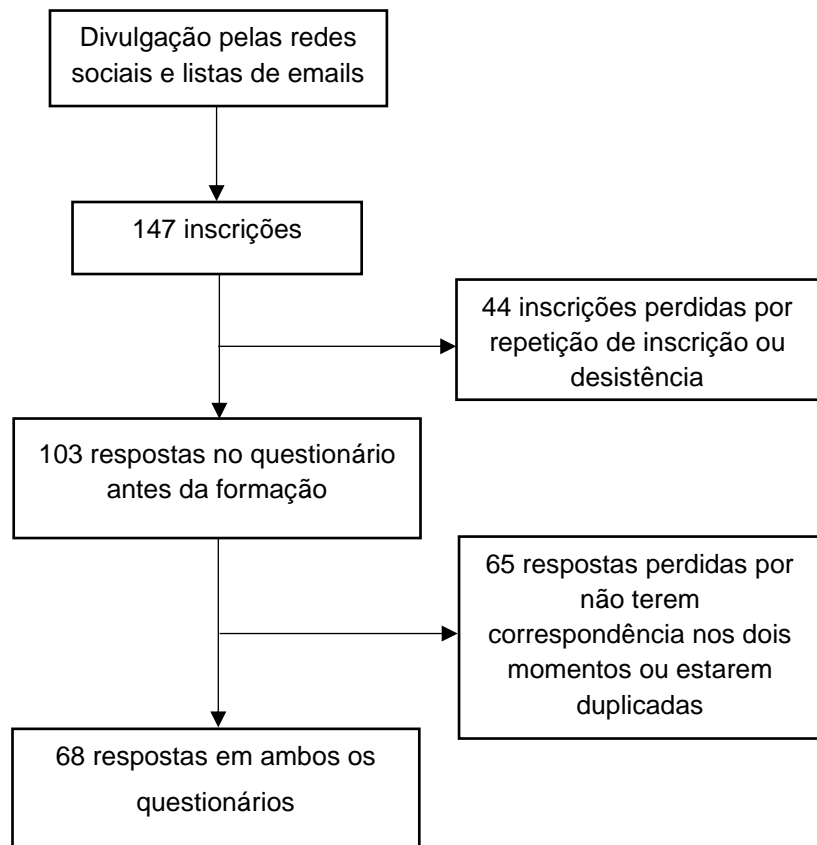 Divulgação pelas redes
sociais e listas de emails
147 inscrições
44 inscrições perdidas por
repetição de inscrição ou
desistência
103 respostas no questionário
antes da formação
65 respostas perdidas por
não terem
correspondência nos dois
momentos ou estarem
duplicadas
68 respostas em ambos os
questionários